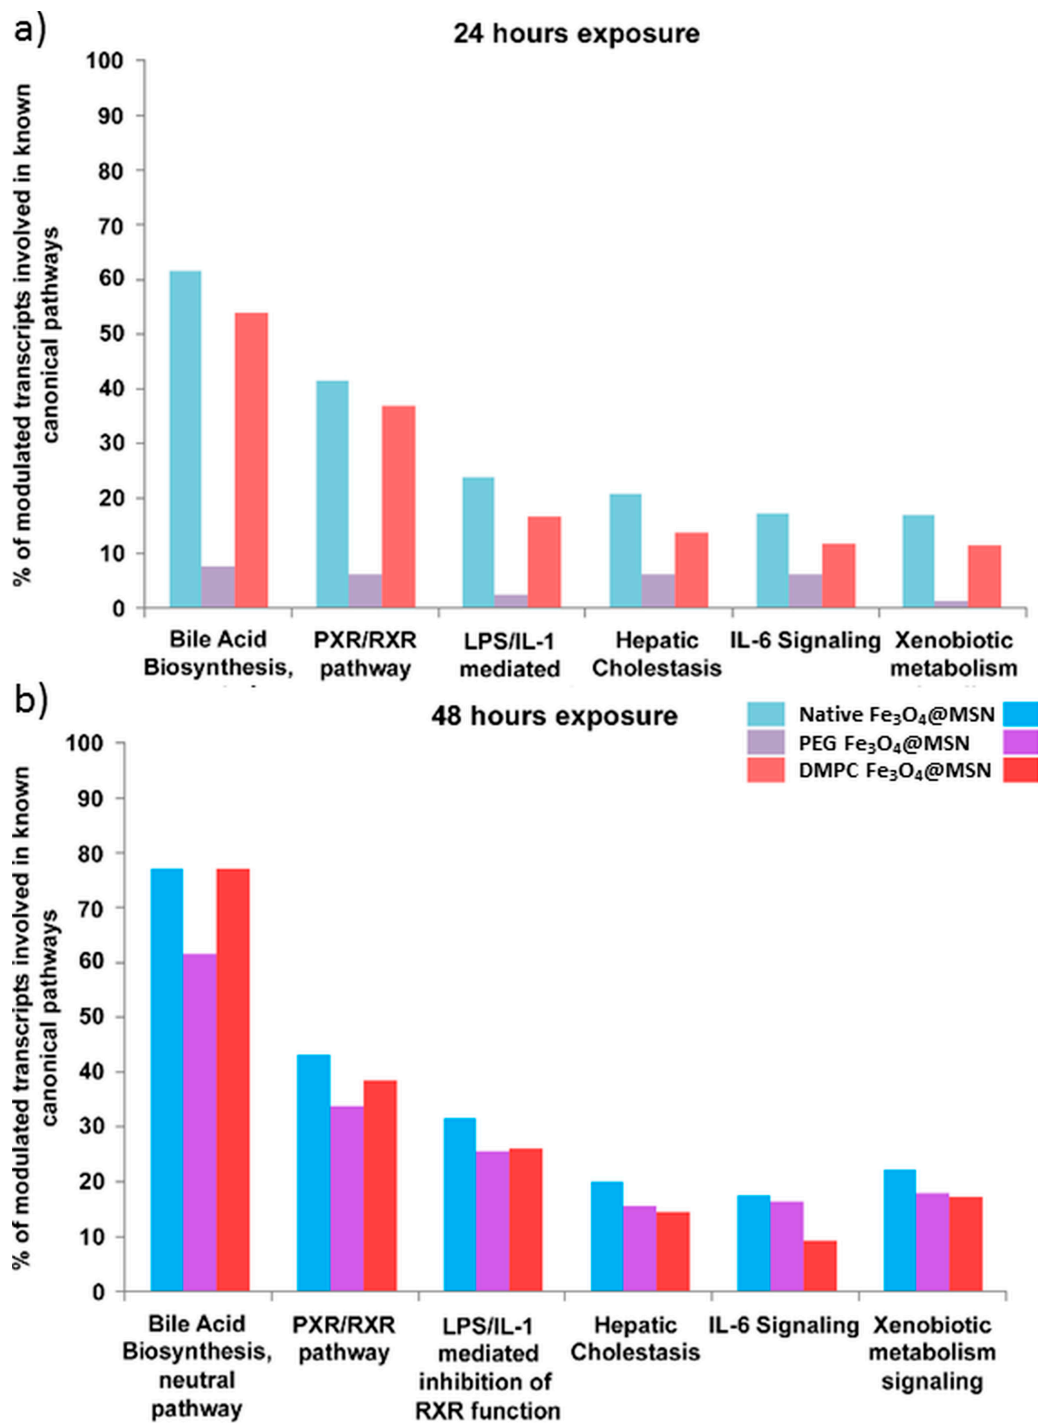 a)
24 hours exposure
% of modulated transcripts involved in known
canonical pathways
100
90
80
70
60
50
40
30
20
10
0
Bile Acid
Biosynthesis,
PXR/RXR
pathway
LPS/IL-1
mediated
Hepatic
Cholestasis
IL-6 Signaling
Xenobiotic
metabolism
b)
48 hours exposure
Native Fe₃O₄@MSN
PEG Fe₃O₄@MSN
DMPC Fe₃O₄@MSN
% of modulated transcripts involved in known
canonical pathways
100
90
80
70
60
50
40
30
20
10
0
Bile Acid
Biosynthesis,
neutral
pathway
PXR/RXR
pathway
LPS/IL-1
mediated
inhibition of
RXR function
Hepatic
Cholestasis
IL-6 Signaling
Xenobiotic
metabolism
signaling